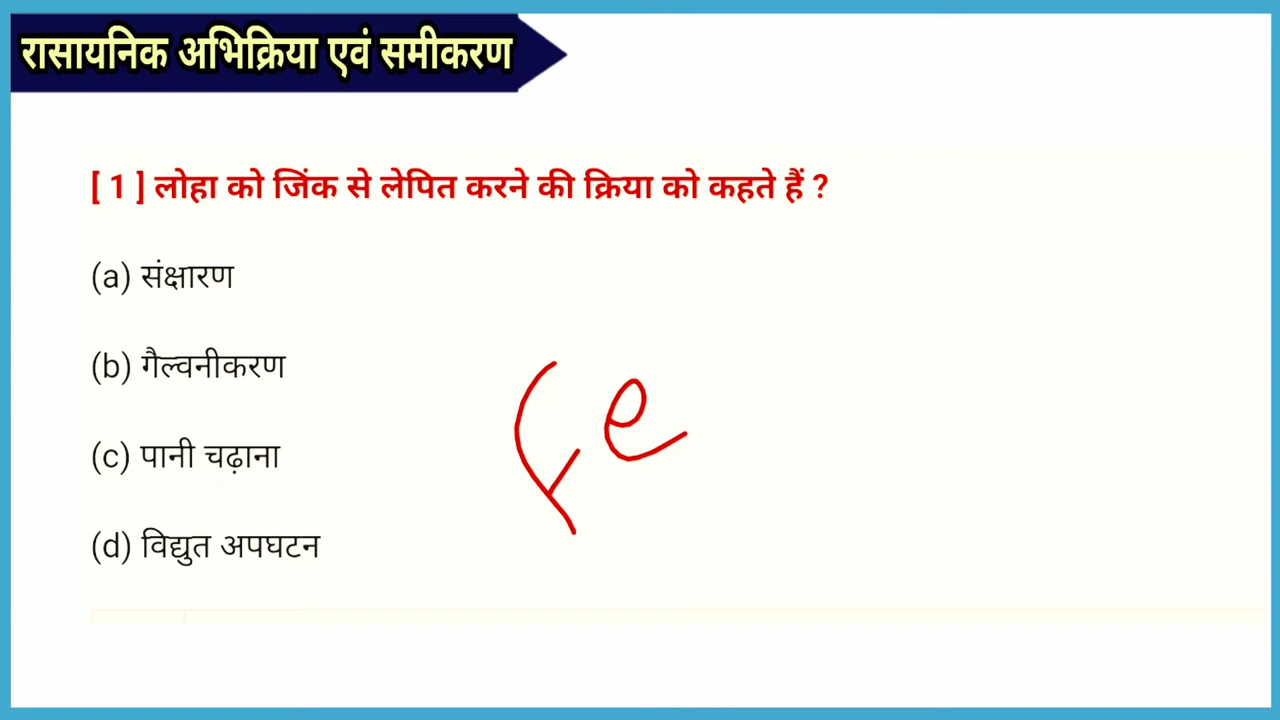 रासायनिक अभिक्रिया एवं समीकरण
[ 1 ] लोहा को जिंक से लेपित करने की क्रिया को कहते हैं ?
(a) संक्षारण
(b) गैल्वनीकरण
(c) पानी चढ़ाना
(d) विद्युत अपघटन
Fe